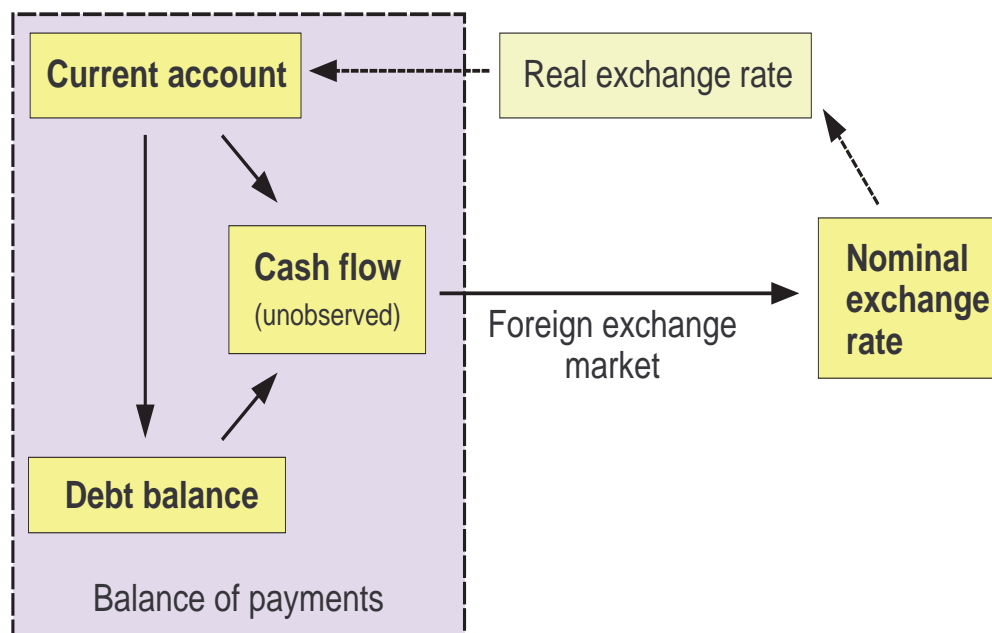 Current account
Real exchange rate
Cash flow
(unobserved)
Nominal
exchange
rate
Foreign exchange
market
Debt balance
Balance of payments